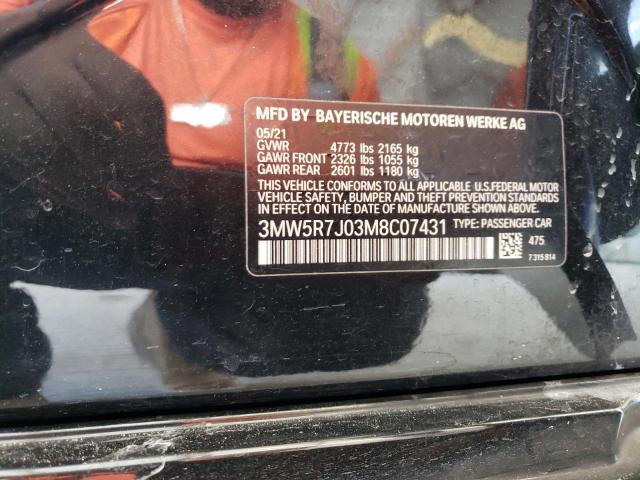 MFD BY BAYERISCHE MOTOREN WERKE AG
05/21
GVWR 4773 lbs 2165 kg
GAWR FRONT 2326 lbs 1055 kg
GAWR REAR 2601 lbs 1180 kg
THIS VEHICLE CONFORMS TO ALL APPLICABLE U.S.FEDERAL MOTOR
VEHICLE SAFETY, BUMPER AND THEFT PREVENTION STANDARDS
IN EFFECT ON THE DATE OF MANUFACTURE SHOWN ABOVE.
3MW5R7J03M8C07431 TYPE: PASSENGER CAR
475
7 315 814